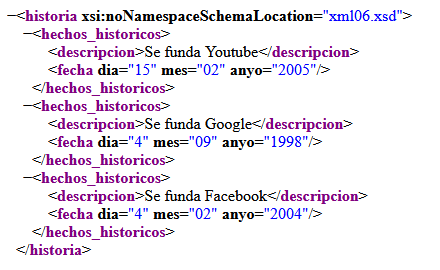 −<historia xsi:noNamespaceSchemaLocation="xml06.xsd">
−<hechos_historicos>
<descripcion>Se funda Youtube</descripcion>
<fecha dia="15" mes="02" anyo="2005"/>
</hechos_historicos>
−<hechos_historicos>
<descripcion>Se funda Google</descripcion>
<fecha dia="4" mes="09" anyo="1998"/>
</hechos_historicos>
−<hechos_historicos>
<descripcion>Se funda Facebook</descripcion>
<fecha dia="4" mes="02" anyo="2004"/>
</hechos_historicos>
</historia>